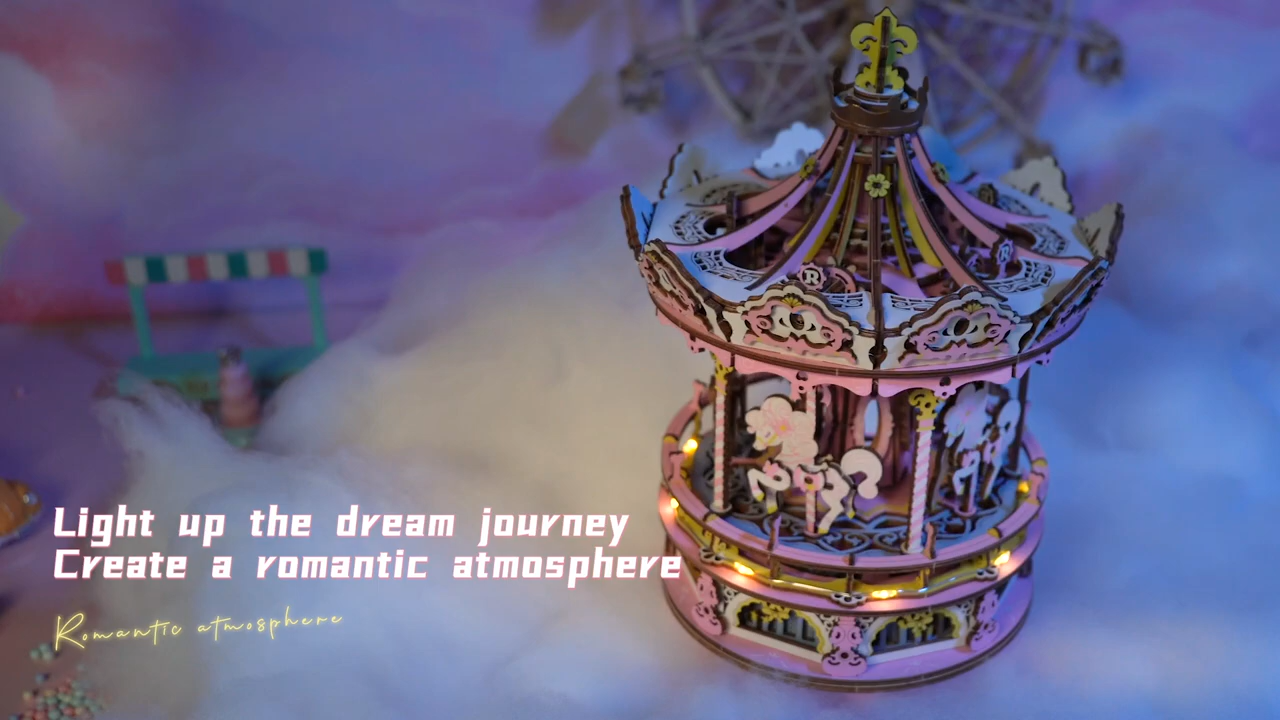 Light up the dream journey
Create a romantic atmosphere
Romantic atmosphere
R
R